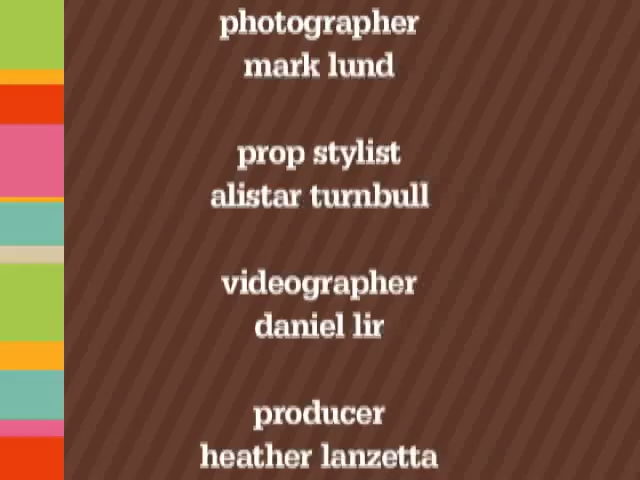 photographer
mark lund
prop stylist
alistar turnbull
videographer
daniel lir
producer
heather lanzetta